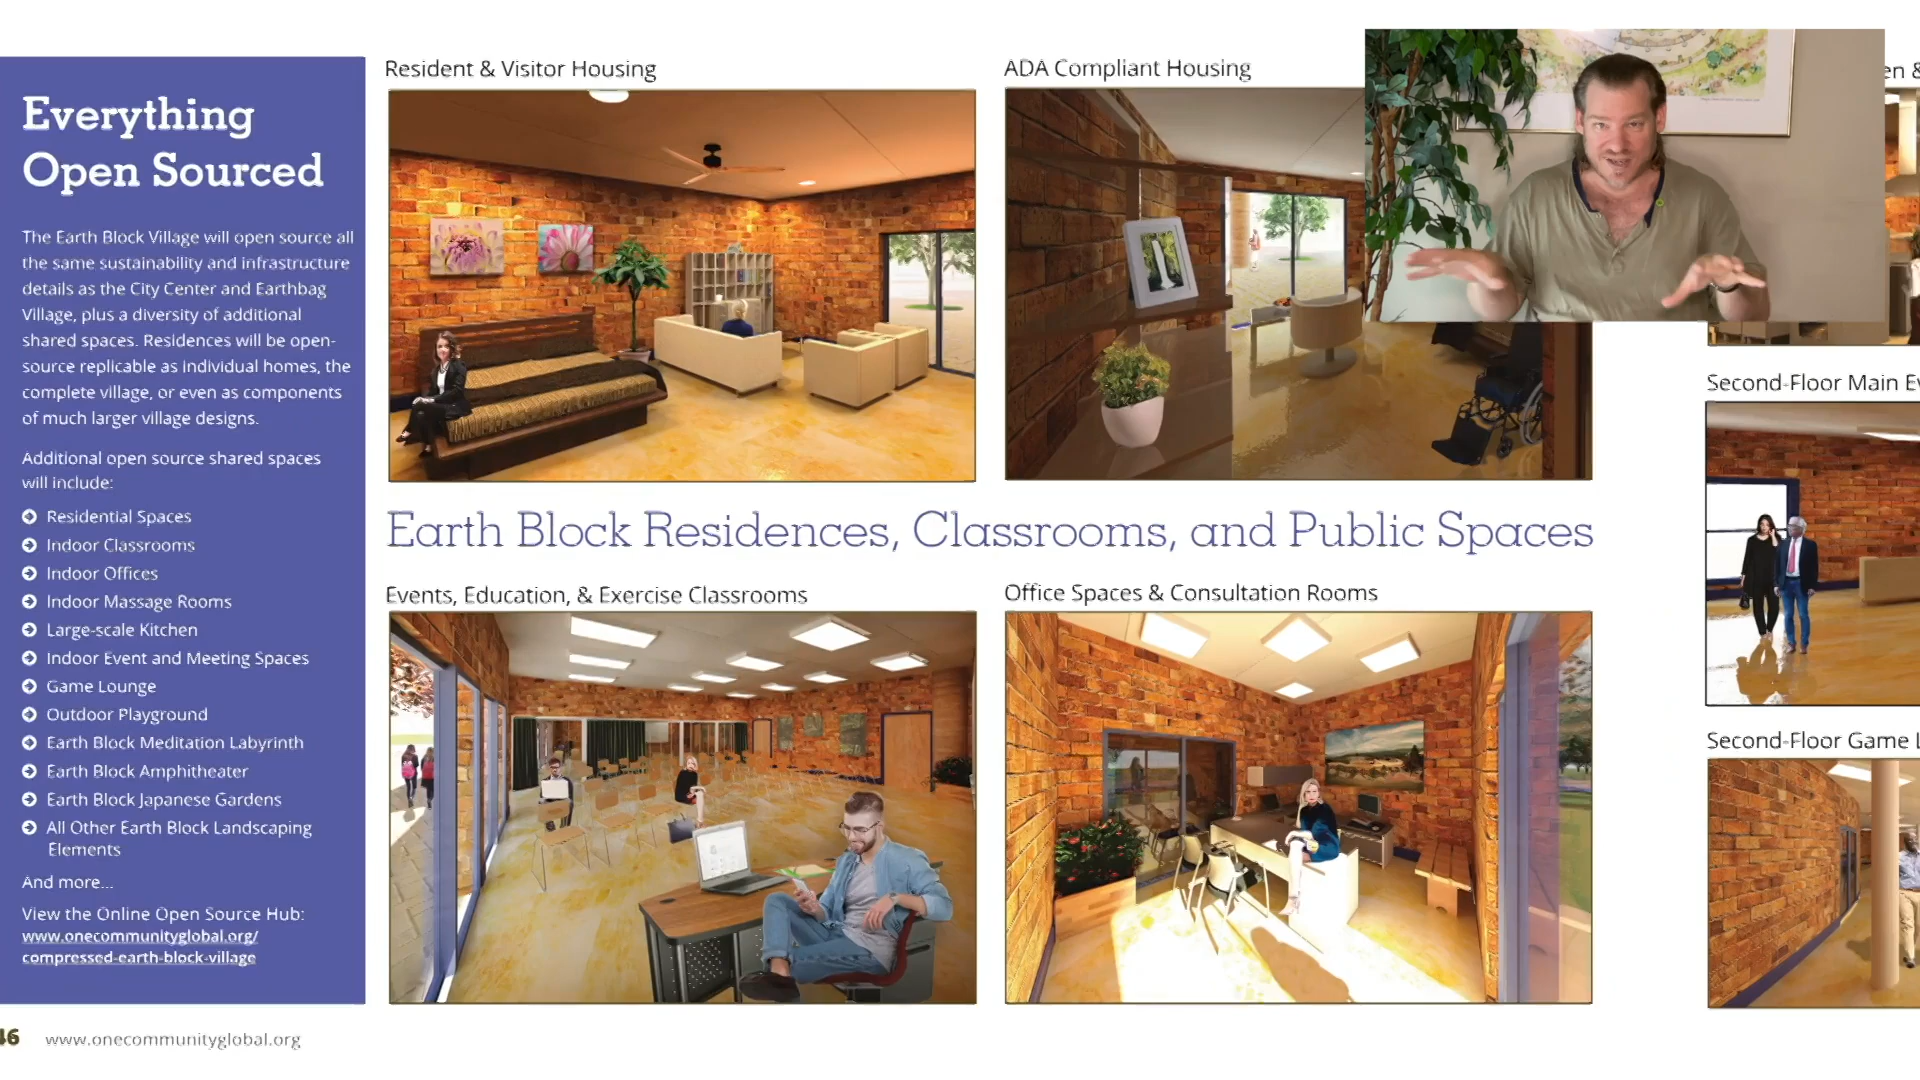 Everything
Open Sourced
The Earth Block Village will open source all
the same sustainability and infrastructure
details as the City Center and Earthbag
Village, plus a diversity of additional
shared spaces. Residences will be open-
source replicable as individual homes, the
complete village, or even as components
of much larger village designs.
Additional open source shared spaces
will include:
Residential Spaces
Indoor Classrooms
Indoor Offices
Indoor Massage Rooms
Large-scale Kitchen
Indoor Event and Meeting Spaces
Game Lounge
Outdoor Playground
Earth Block Meditation Labyrinth
Earth Block Amphitheater
Earth Block Japanese Gardens
All Other Earth Block Landscaping
Elements
And more...
View the Online Open Source Hub:
www.onecommunityglobal.org/
compressed-earth-block-village
46 www.onecommunityglobal.org
Resident & Visitor Housing
ADA Compliant Housing
Earth Block Residences, Classrooms, and Public Spaces
Events, Education, & Exercise Classrooms
Office Spaces & Consultation Rooms
Second-Floor Main
Second-Floor Game